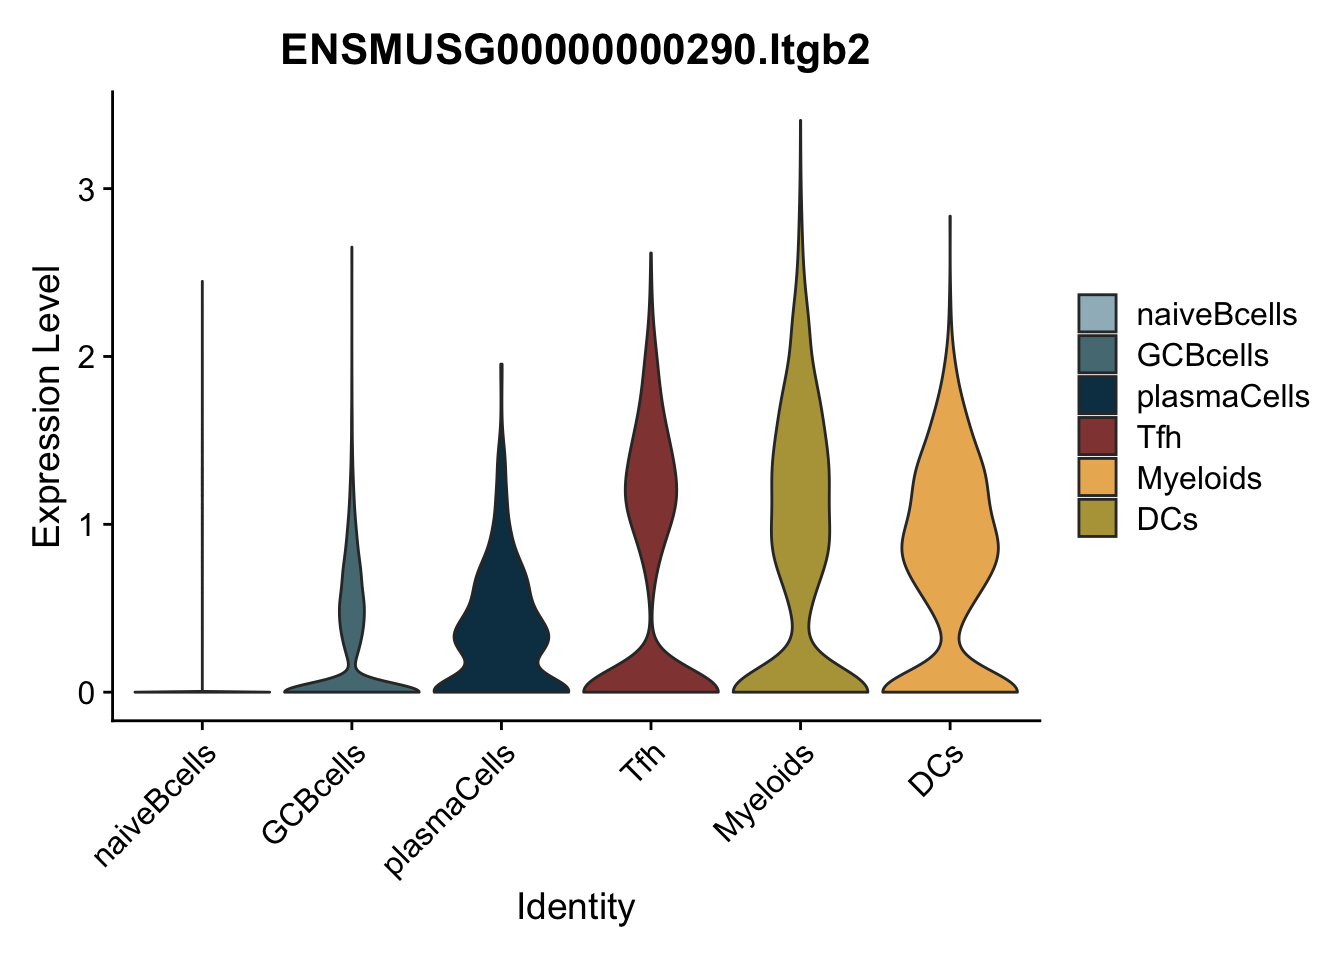 ENSMUSG00000000290.Itgb2
Expression Level
3
2
1
0
naiveBcells
GCBcells
plasmaCells
Tfh
Myeloids
DCs
Identity
naiveBcells
GCBcells
plasmaCells
Tfh
Myeloids
DCs